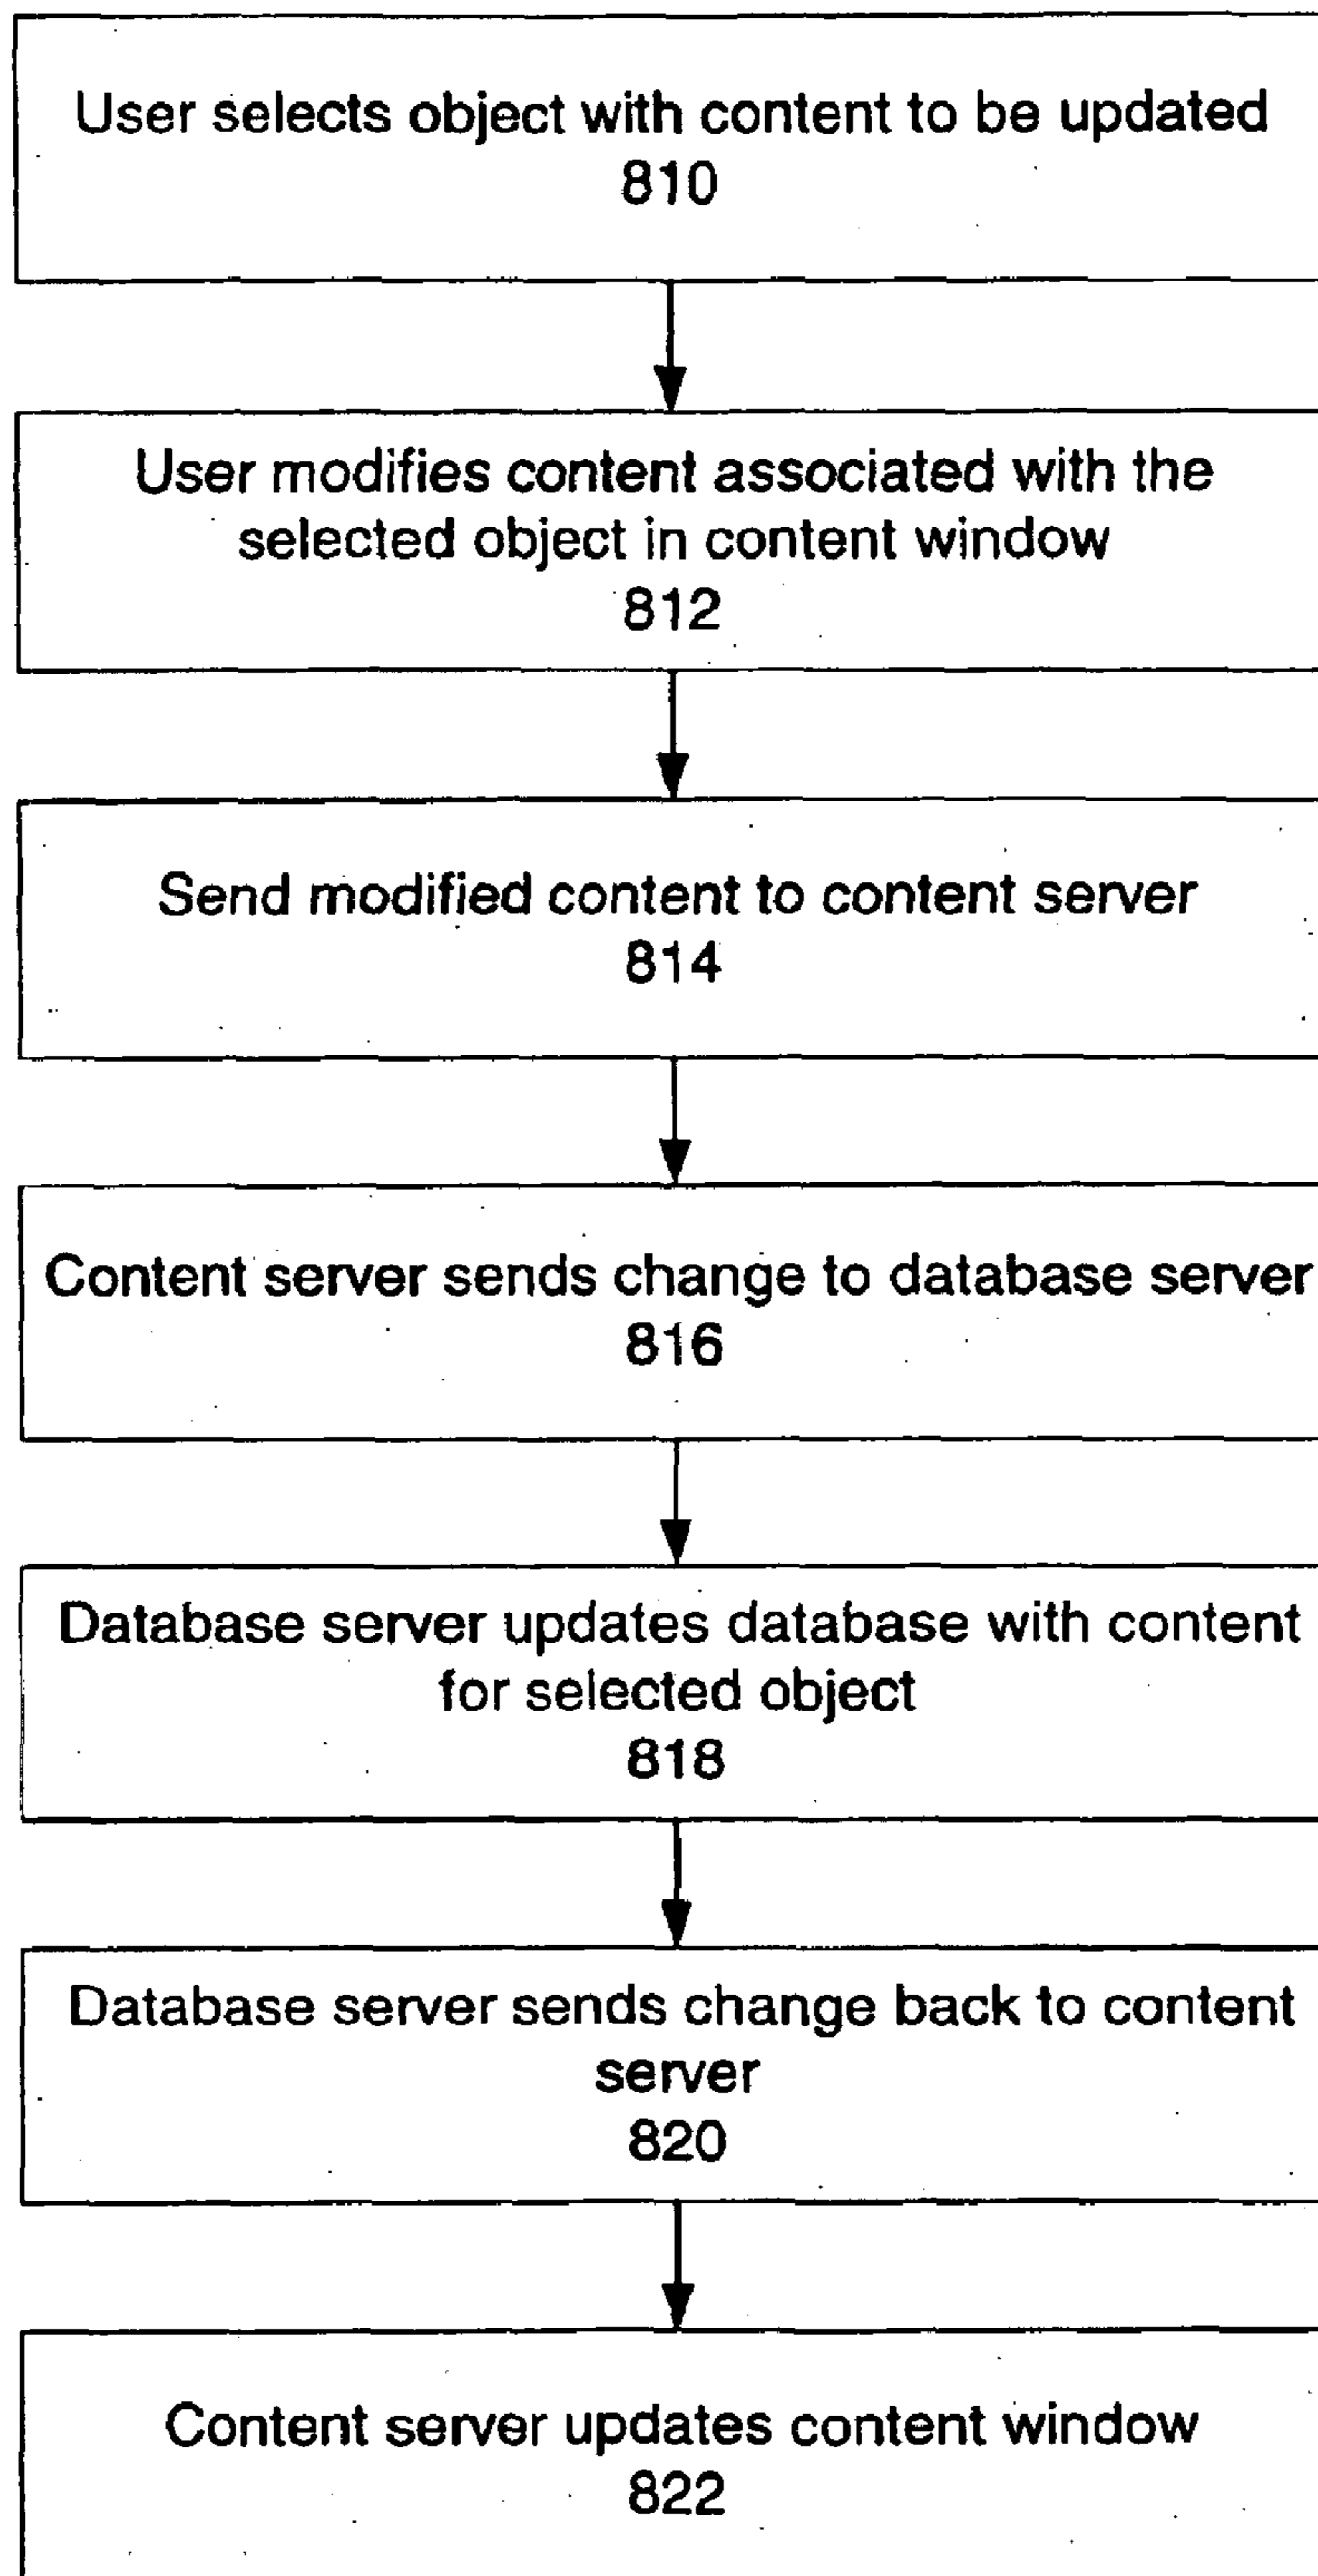 User selects object with content to be updated
810
User modifies content associated with the
selected object in content window
812
Send modified content to content server
814
Content server sends change to database server
816
Database server updates database with content
for selected object
818
Database server sends change back to content
server
820
Content server updates content window
822